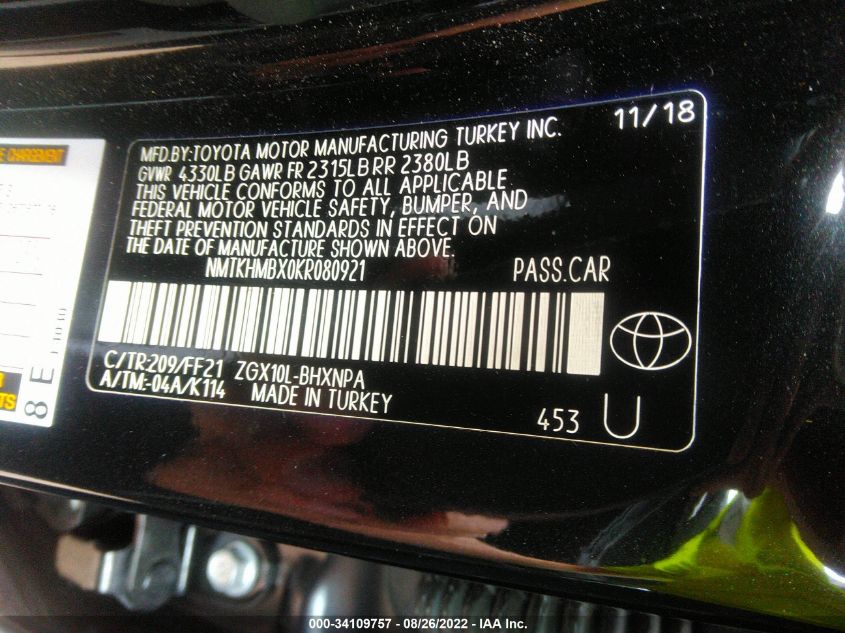 MFD.BY:TOYOTA MOTOR MANUFACTURING TURKEY INC. 11/18
GVWR 4330LB GAWR FR 2315LB RR 2380LB
THIS VEHICLE CONFORMS TO ALL APPLICABLE
FEDERAL MOTOR VEHICLE SAFETY, BUMPER, AND
THEFT PREVENTION STANDARDS IN EFFECT ON
THE DATE OF MANUFACTURE SHOWN ABOVE.
NMTKHMBX0KR080921 PASS.CAR
C/TR:209/FF21 ZGX10L-BHXNPA
A/TM:-04A/K114 MADE IN TURKEY
453 U
CHARGEMENT
8E
000-34109757 - 08/26/2022 - IAA Inc.